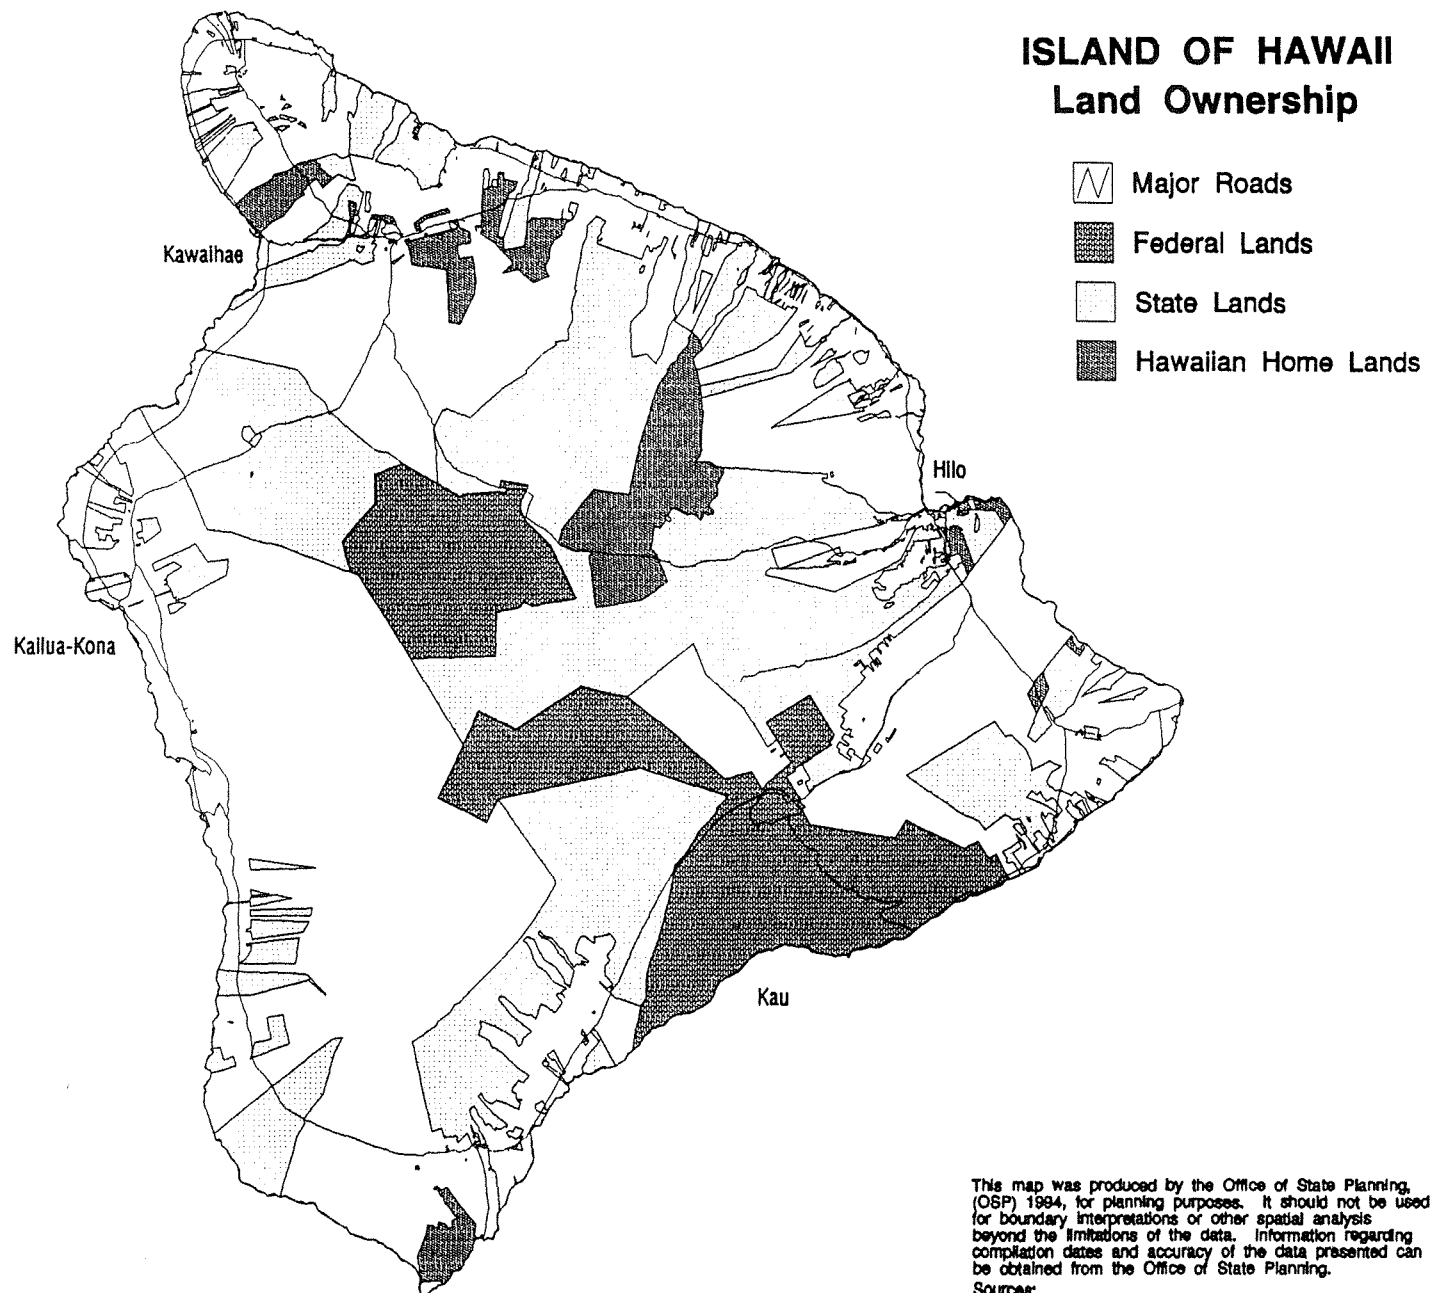 ISLAND OF HAWAII
Land Ownership
Major Roads
Federal Lands
State Lands
Hawaiian Home Lands
Kawaihae
Hilo
Kailua-Kona
Kau
This map was produced by the Office of State Planning,
(OSP) 1994, for planning purposes. It should not be used
for boundary interpretations or other spatial analysis
beyond the limitations of the data. Information regarding
compilation dates and accuracy of the data presented can
be obtained from the Office of State Planning.
Sources: